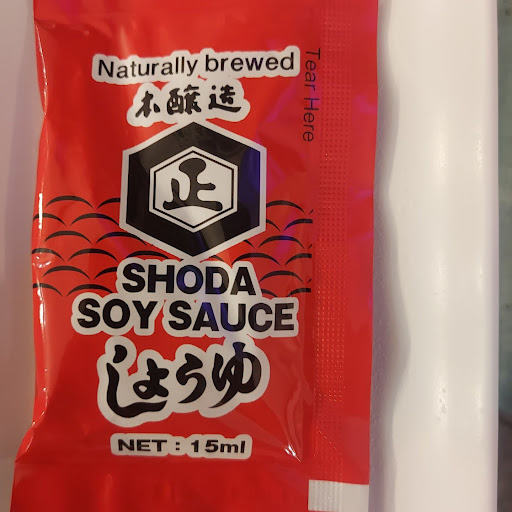 Naturally brewed
本醸造
正
SHODA
SOY SAUCE
しょうゆ
NET : 15ml
Tear Here